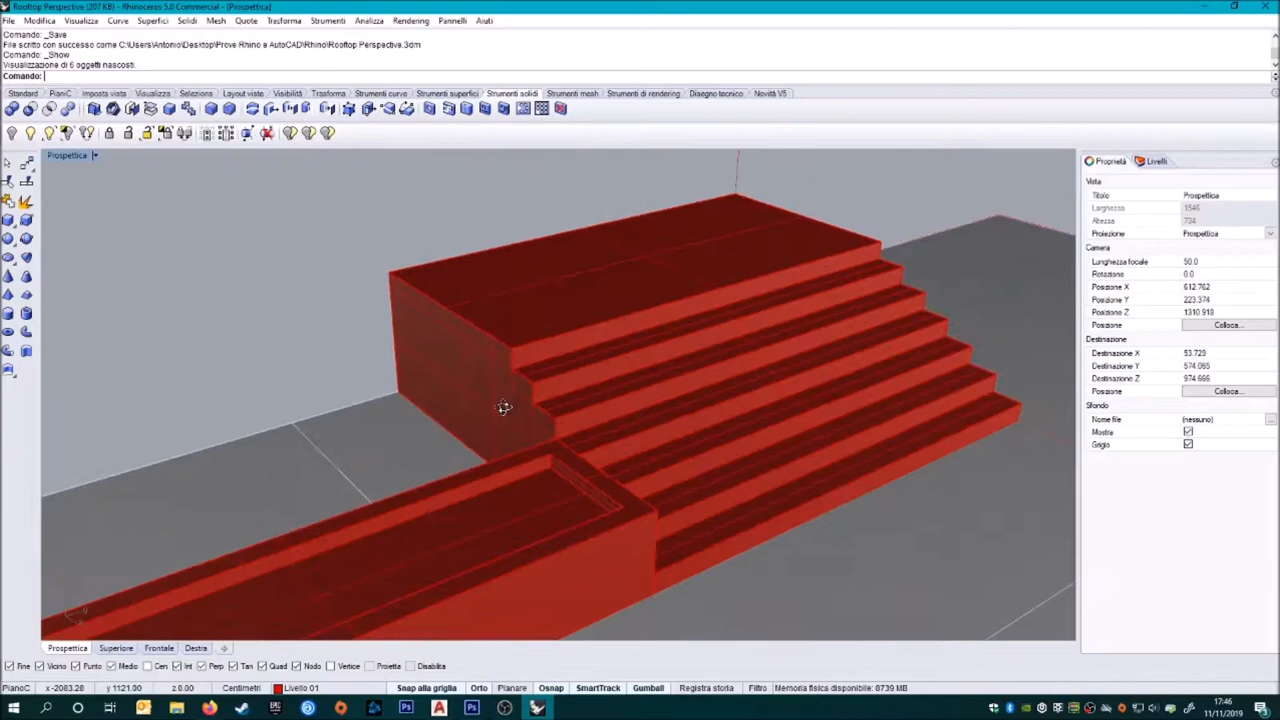 Rooftop Perspective (207 KB) - Rhinoceros 5.0 Commercial - [Prospettica]
File Modifica Visualizza Curve Superfici Solidi Mesh Quote Trasforma Strumenti Analizza Rendering Pannelli Aiuti
Comando: _Save
File scritto con successo come C:\Users\Antonio\Desktop\Prove Rhino e AutoCAD\Rhino\Rooftop Perspective.3dm
Comando: _Show
Visualizzazione di 6 oggetti nascosti.
Comando:
Standard PianiC Imposta vista Visualizza Seleziona Layout vista Visibilità Trasforma Strumenti curve Strumenti superfici Strumenti solidi Strumenti mesh Strumenti di rendering Disegno tecnico Novità V5
Prospettica
Proprietà Livelli
Vista
Titolo Prospettica
Larghezza 1546
Altezza 734
Proiezione Prospettica
Camera
Lunghezza focale 50.0
Rotazione 0.0
Posizione X 612.762
Posizione Y 223.374
Posizione Z 1310.918
Posizione Colloca...
Destinazione
Destinazione X 53.729
Destinazione Y 574.065
Destinazione Z 974.666
Posizione Colloca...
Sfondo
Nome file (nessuno)
Mostra
Grigio
Prospettica Superiore Frontale Destra
Fine Vicino Punto Medio Cen Int Perp Tan Quad Nodo Vertice Proietta Disabilita
PianoC x -2083.28 y 1121.00 z 0.00 Centimetri Livello 01 Snap alla griglia Orto Planare Osnap SmartTrack Gumball Registra storia Filtro Memoria fisica disponibile: 8739 MB
17:46
11/11/2019